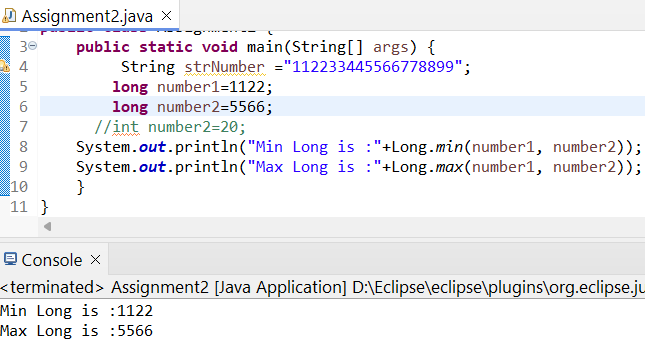 Assignment2.java
3 public static void main(String[] args) {
4 String strNumber ="112233445566778899";
5 long number1=1122;
6 long number2=5566;
7 //int number2=20;
8 System.out.println("Min Long is :"+Long.min(number1, number2));
9 System.out.println("Max Long is :"+Long.max(number1, number2));
10 }
11 }
Console
<terminated> Assignment2 [Java Application] D:\Eclipse\eclipse\plugins\org.eclipse.ju
Min Long is :1122
Max Long is :5566